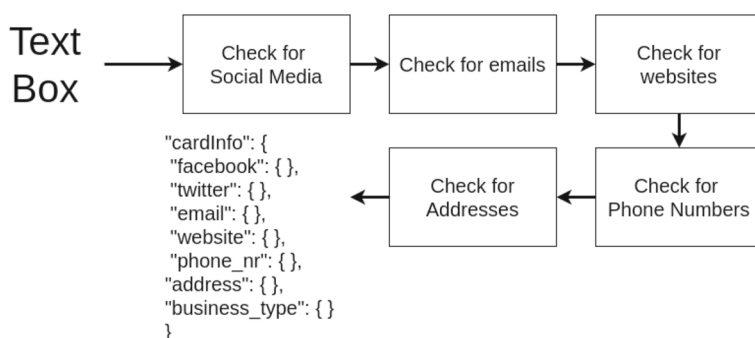 Text
Box
Check for
Social Media
Check for emails
Check for
websites
Check for
Phone Numbers
Check for
Addresses
"cardInfo": {
"facebook": { },
"twitter": { },
"email": { },
"website": { },
"phone_nr": { },
"address": { },
"business_type": { }
}